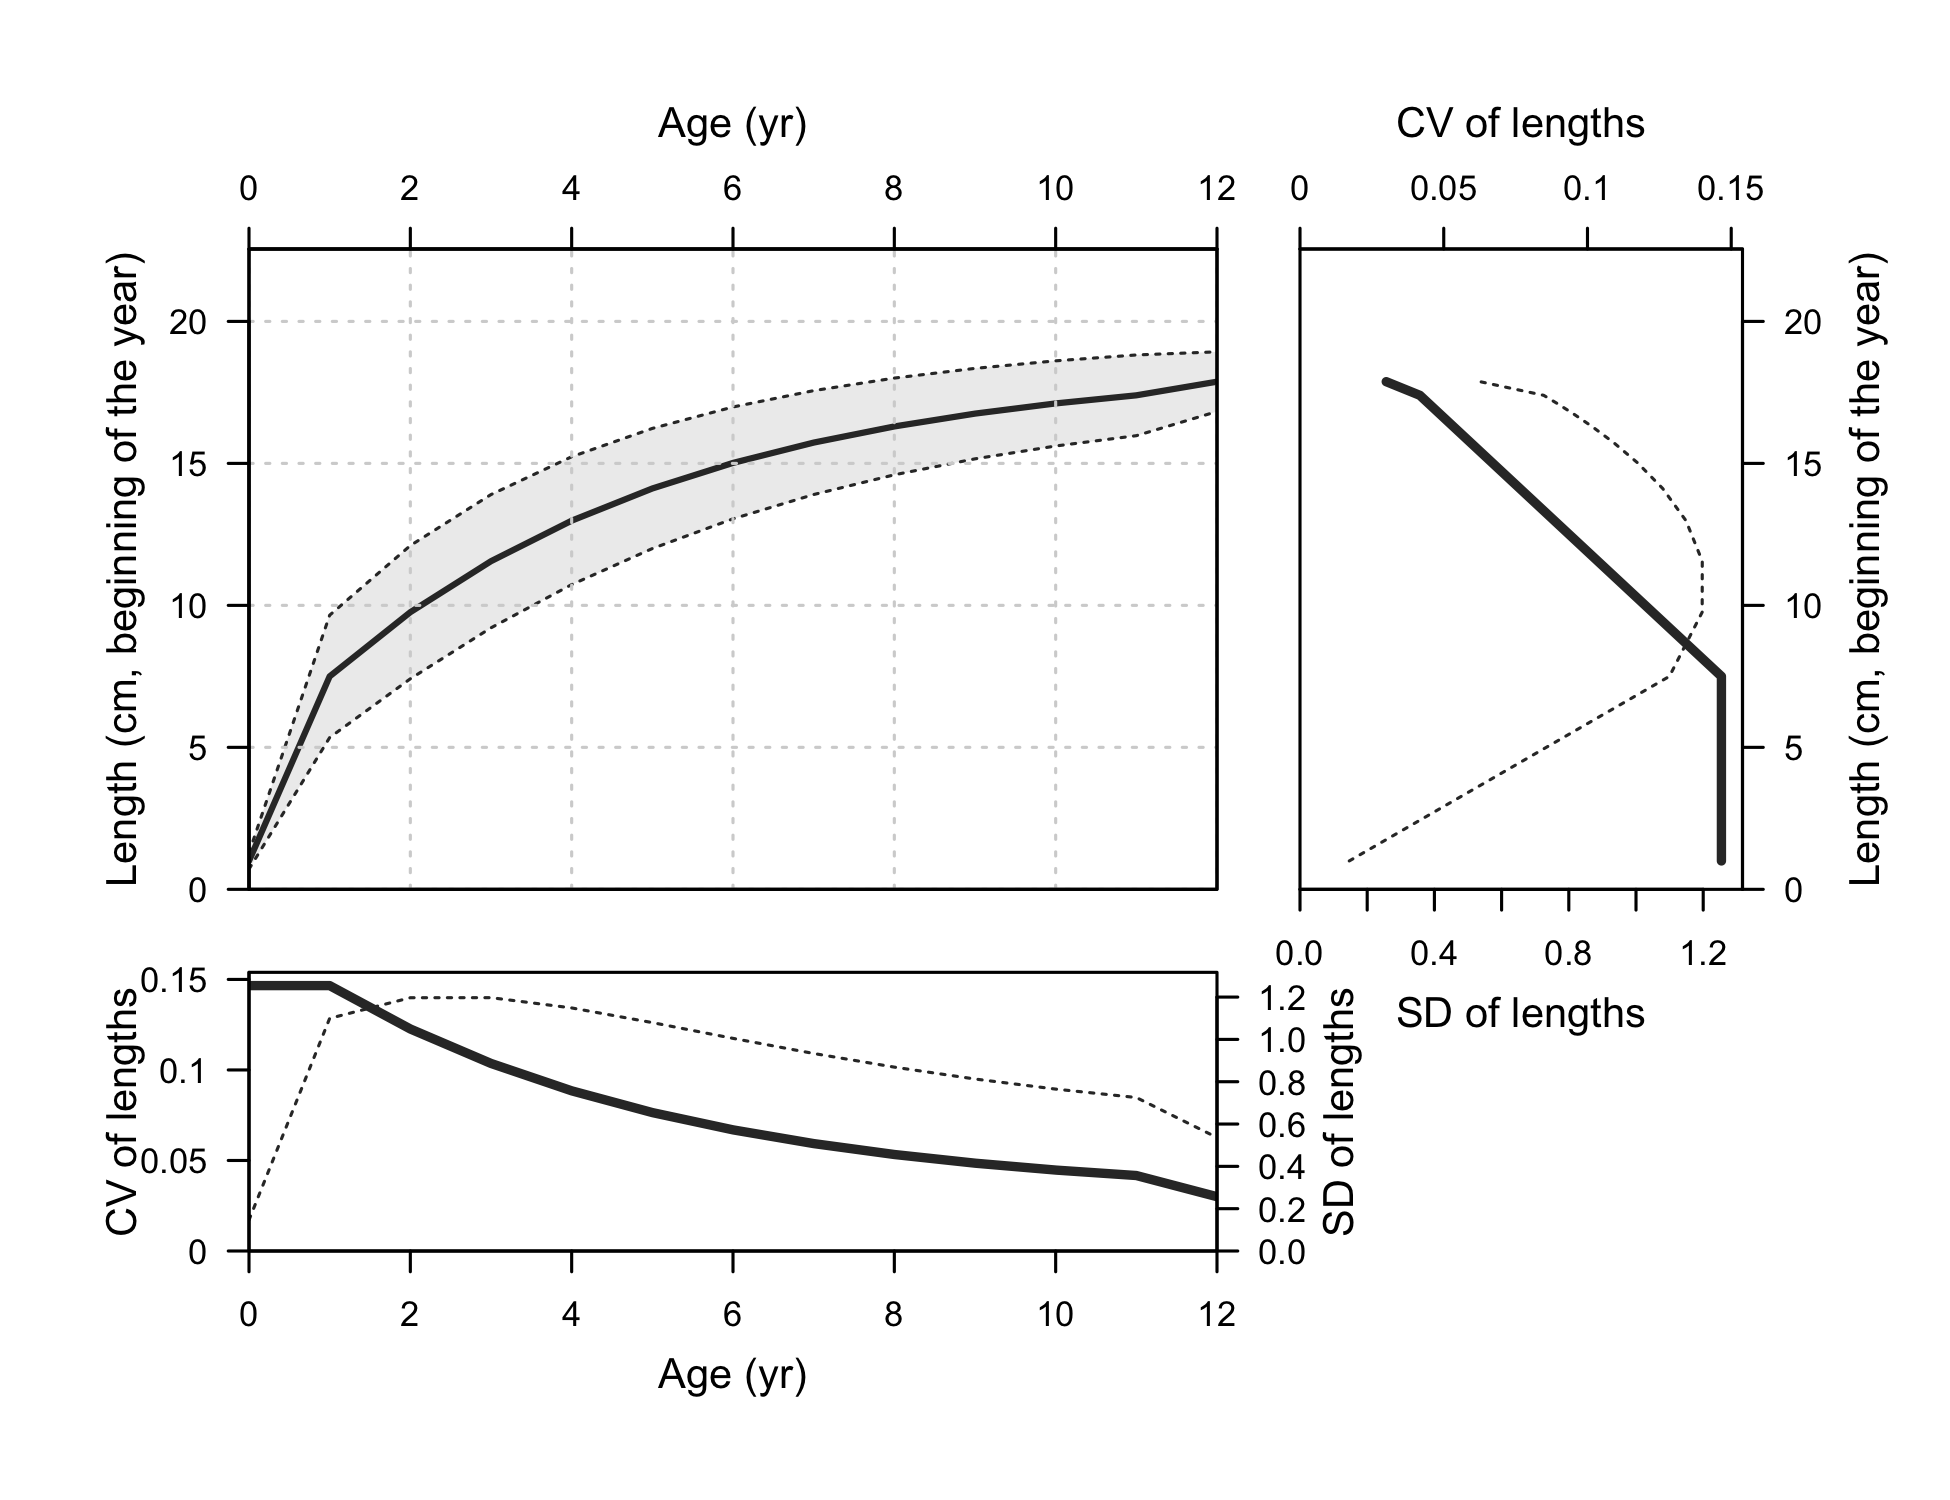 Age (yr)
CV of lengths
0 2 4 6 8 10 12
0 0.05 0.1 0.15
Length (cm, beginning of the year)
20
15
10
5
0
20
15
10
5
0
Length (cm, beginning of the year)
0.0 0.4 0.8 1.2
SD of lengths
CV of lengths
0.15
0.1
0.05
0
1.2
1.0
0.8
0.6
0.4
0.2
0.0
SD of lengths
0 2 4 6 8 10 12
Age (yr)